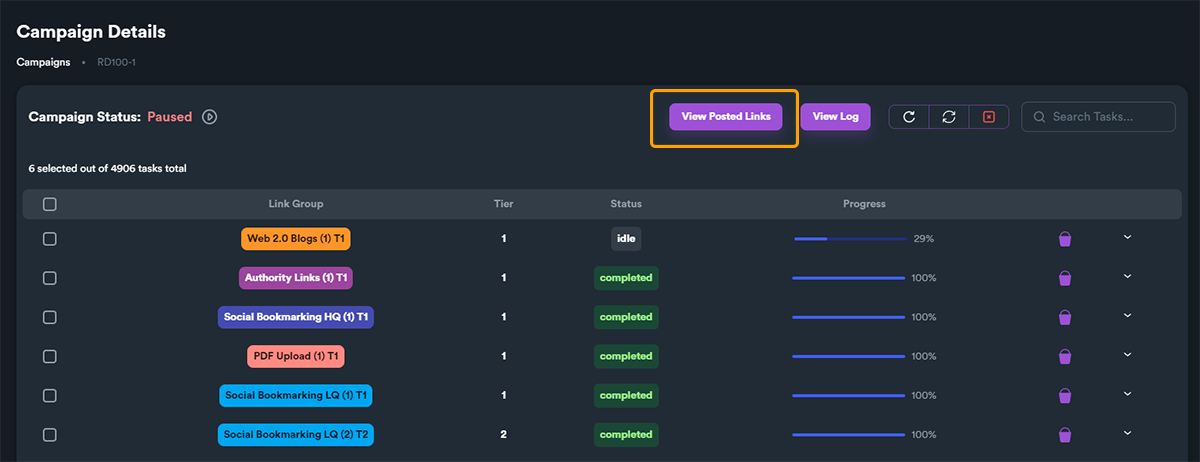 Campaign Details
Campaigns • RD100-1
Campaign Status: Paused View Posted Links View Log Search Tasks...
6 selected out of 4906 tasks total
Link Group Tier Status Progress
Web 2.0 Blogs (1) T1 1 idle 29%
Authority Links (1) T1 1 completed 100%
Social Bookmarking HQ (1) T1 1 completed 100%
PDF Upload (1) T1 1 completed 100%
Social Bookmarking LQ (1) T1 1 completed 100%
Social Bookmarking LQ (2) T2 2 completed 100%